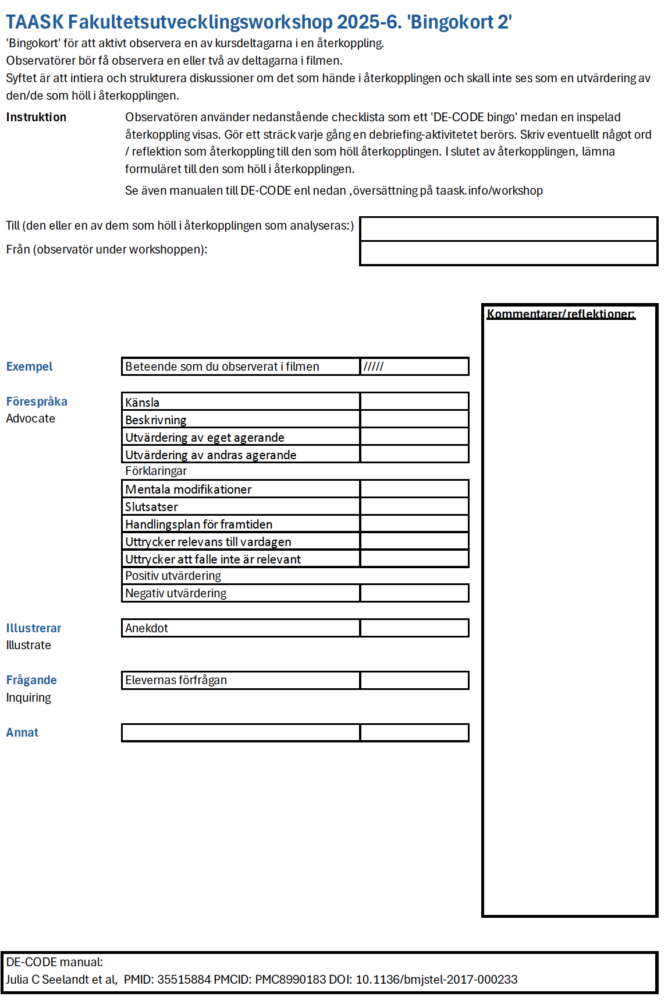 TAASK Fakultetsutvecklingsworkshop 2025-6. 'Bingokort 2'
'Bingokort' för att aktivt observera en av kursdeltagarna i en återkoppling.
Observatörer bör få observera en eller två av deltagarna i filmen.
Syftet är att intiera och strukturera diskussioner om det som hände i återkopplingen och skall inte ses som en utvärdering av
den/de som höll i återkopplingen.
Instruktion Observatören använder nedanstående checklista som ett 'DE-CODE bingo' medan en inspelad
återkoppling visas. Gör ett sträck varje gång en debriefing-aktivitetet berörs. Skriv eventuellt något ord
/ reflektion som återkoppling till den som höll återkopplingen. I slutet av återkopplingen, lämna
formuläret till den som höll i återkopplingen.
Se även manualen till DE-CODE enl nedan ,översättning på taask.info/workshop
Till (den eller en av dem som höll i återkopplingen som analyseras:)
Från (observatör under workshoppen):
Kommentarer/reflektioner:
Exempel Beteende som du observerat i filmen /////
Förespråka Känsla
Advocate Beskrivning
Utvärdering av eget agerande
Utvärdering av andras agerande
Förklaringar
Mentala modifikationer
Slutsatser
Handlingsplan för framtiden
Uttrycker relevans till vardagen
Uttrycker att falle inte är relevant
Positiv utvärdering
Negativ utvärdering
Illustrerar Anekdot
Illustrate
Frågande Elevernas förfrågan
Inquiring
Annat
DE-CODE manual:
Julia C Seelandt et al, PMID: 35515884 PMCID: PMC8990183 DOI: 10.1136/bmjstel-2017-000233